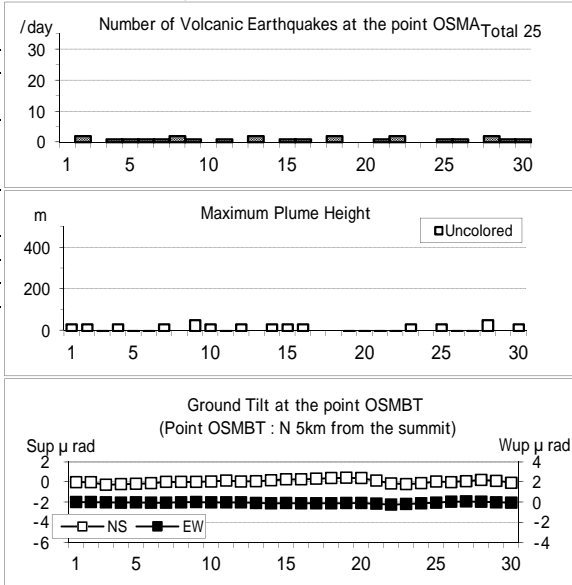 Number of Volcanic Earthquakes at the point OSMA
/day
Total 25
30
20
10
0
1 5 10 15 20 25 30
Maximum Plume Height
m
Uncolored
400
200
0
1 5 10 15 20 25 30
Ground Tilt at the point OSMBT
(Point OSMBT : N 5km from the summit)
Sup μ rad
Wup μ rad
2 4
0 2
-2 0
-4 -2
-6 -4
NS EW
1 5 10 15 20 25 30